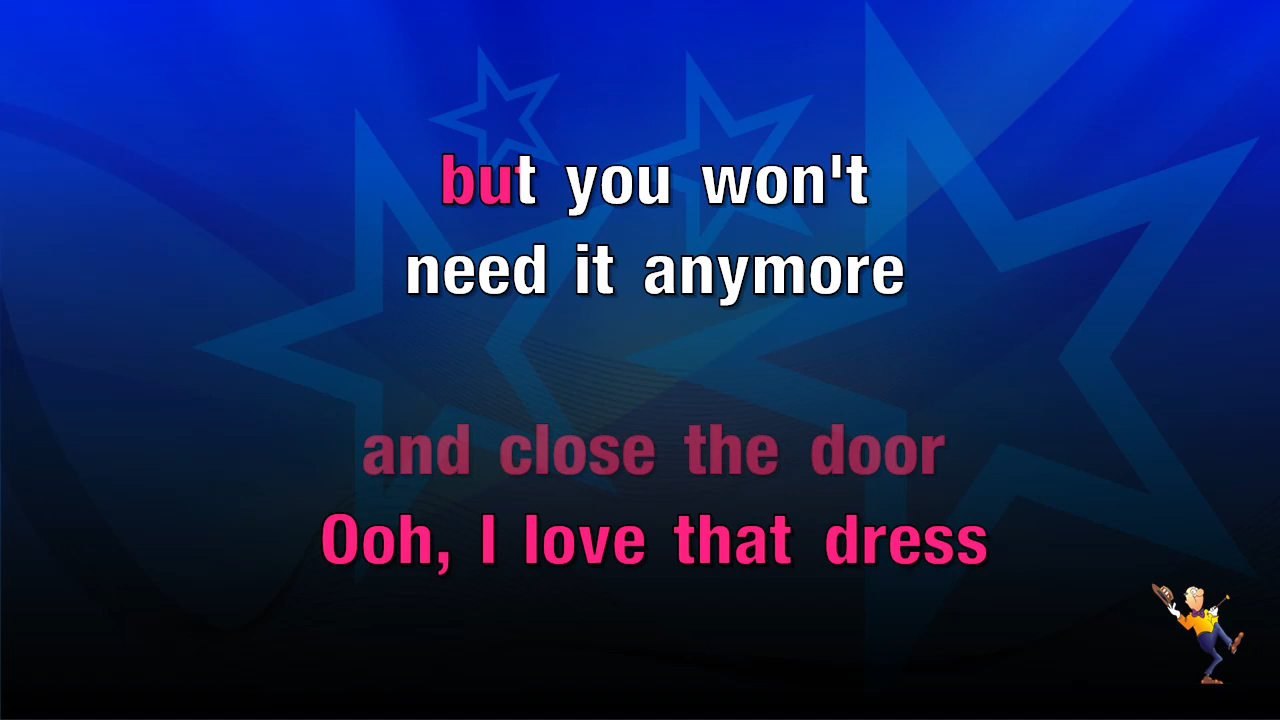 but you won't
need it anymore
and close the door
Ooh, I love that dress